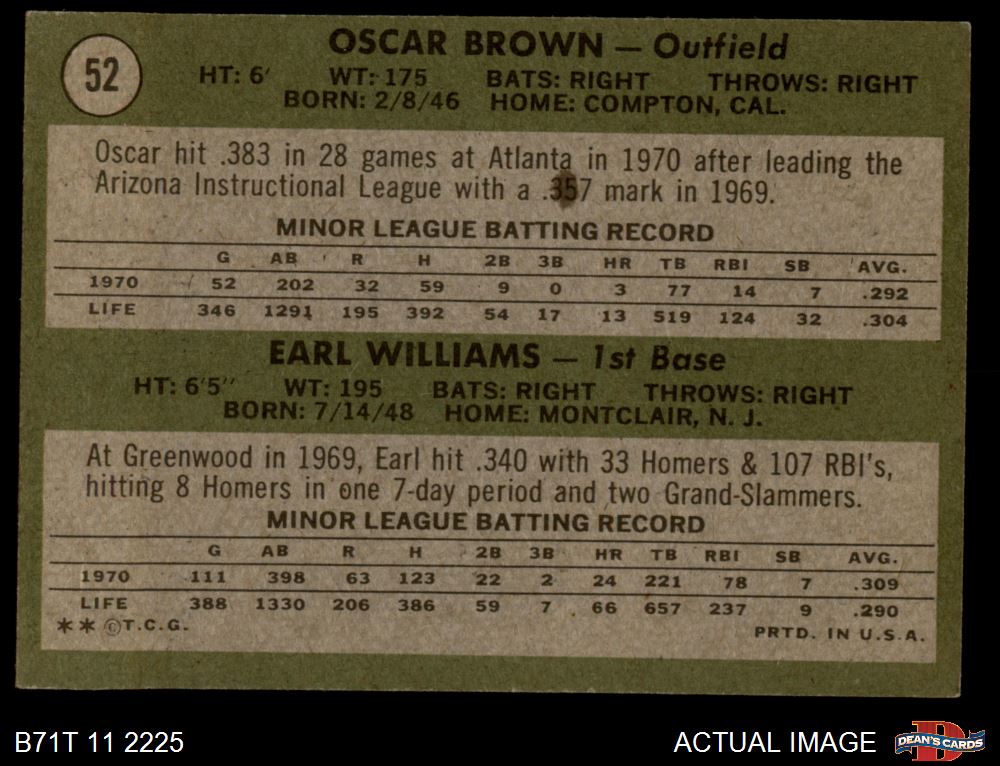 52
OSCAR BROWN — Outfield
HT: 6' WT: 175 BATS: RIGHT THROWS: RIGHT
BORN: 2/8/46 HOME: COMPTON, CAL.
Oscar hit .383 in 28 games at Atlanta in 1970 after leading the
Arizona Instructional League with a .357 mark in 1969.
MINOR LEAGUE BATTING RECORD
G AB R H 2B 3B HR TB RBI SB AVG.
1970 52 202 32 59 9 0 3 77 14 7 .292
LIFE 346 1291 195 392 54 17 13 519 124 32 .304
EARL WILLIAMS — 1st Base
HT: 6'5" WT: 195 BATS: RIGHT THROWS: RIGHT
BORN: 7/14/48 HOME: MONTCLAIR, N. J.
At Greenwood in 1969, Earl hit .340 with 33 Homers & 107 RBI's,
hitting 8 Homers in one 7-day period and two Grand-Slammers.
MINOR LEAGUE BATTING RECORD
G AB R H 2B 3B HR TB RBI SB AVG.
1970 111 398 63 123 22 2 24 221 78 7 .309
LIFE 388 1330 206 386 59 7 66 657 237 9 .290
** ©T.C.G. PRTD. IN U.S.A.
B71T 11 2225 ACTUAL IMAGE DEAN'S CARDS